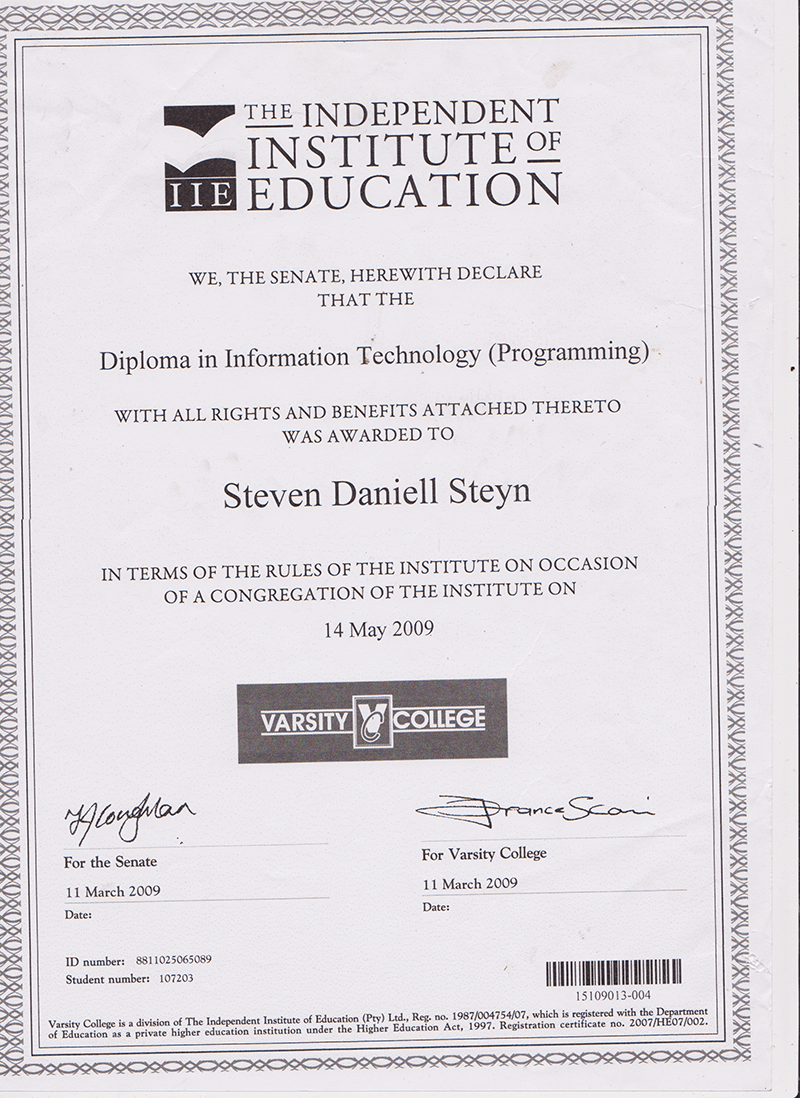 THE INDEPENDENT
INSTITUTE OF
IIE EDUCATION
WE, THE SENATE, HEREWITH DECLARE
THAT THE
Diploma in Information Technology (Programming)
WITH ALL RIGHTS AND BENEFITS ATTACHED THERETO
WAS AWARDED TO
Steven Daniell Steyn
IN TERMS OF THE RULES OF THE INSTITUTE ON OCCASION
OF A CONGREGATION OF THE INSTITUTE ON
14 May 2009
VARSITY V COLLEGE
For the Senate
11 March 2009
Date:
For Varsity College
11 March 2009
Date:
ID number: 8811025065089
Student number: 107203
15109013-004
Varsity College is a division of The Independent Institute of Education (Pty) Ltd., Reg. no. 1987/004754/07, which is registered with the Department
of Education as a private higher education institution under the Higher Education Act, 1997. Registration certificate no. 2007/HE07/002.